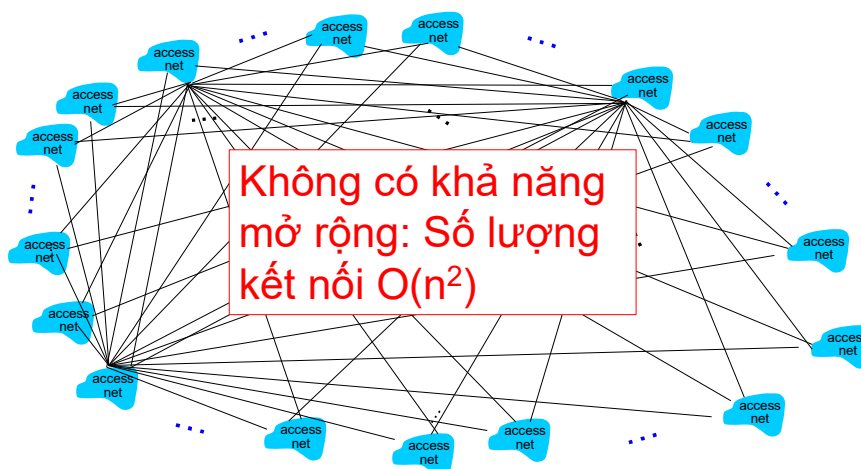 access
net
access
net
access
net
access
net
access
net
access
net
access
net
Không có khả năng
mở rộng: Số lượng
kết nối O(n²)
access
net
access
net
access
net
access
net
access
net
access
net
access
net
access
net
access
net